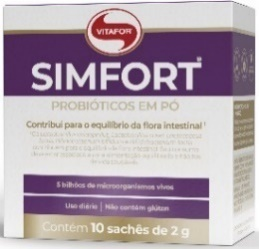 VITAFOR
SIMFORT
PROBIÓTICOS EM PÓ
Contribui para o equilíbrio da flora intestinal
5 bilhões de microorganismos vivos
Uso diário Não contém glúten
Contém 10 sachês de 2 g